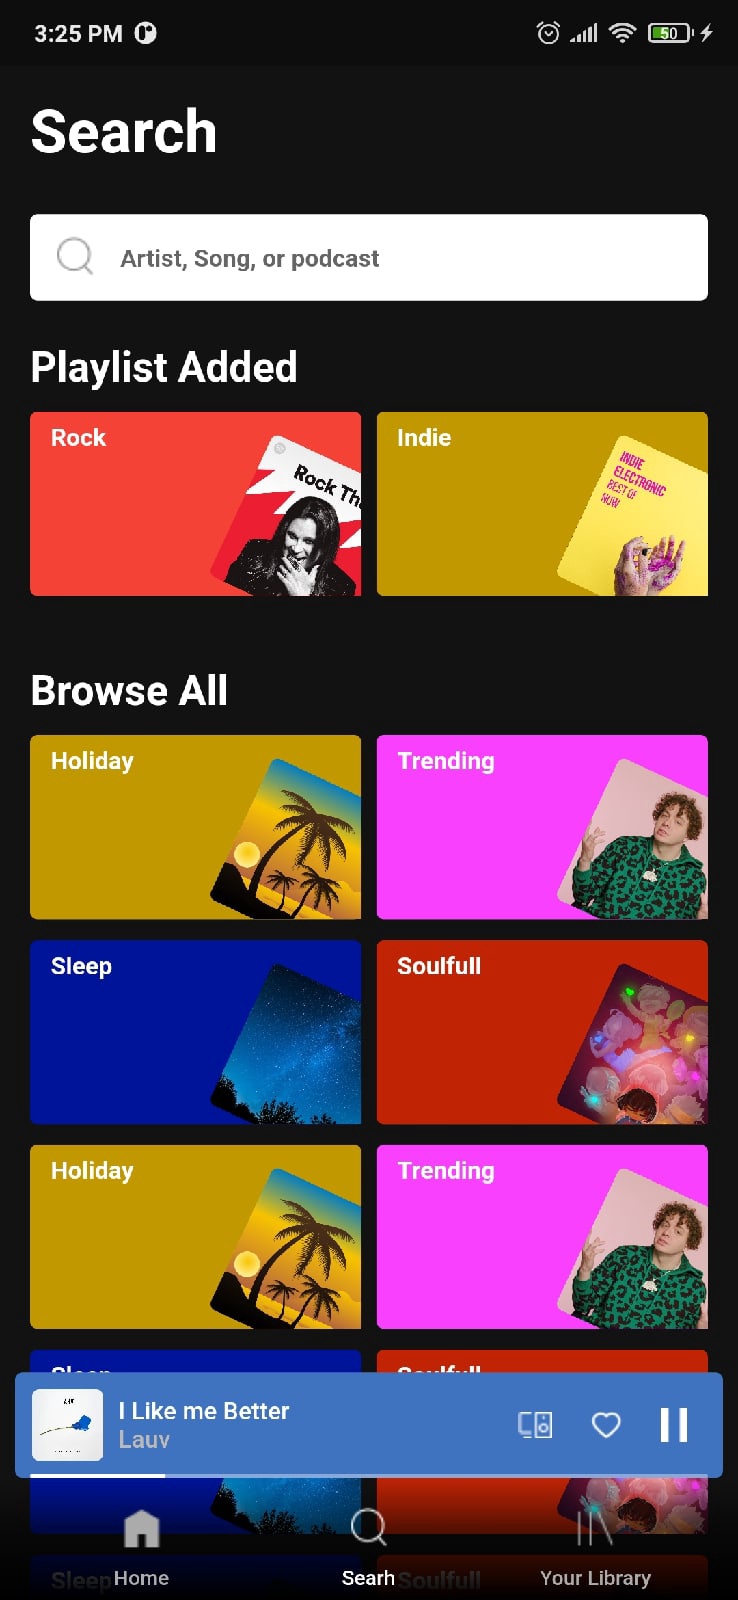 3:25 PM
50
Search
Artist, Song, or podcast
Playlist Added
Rock
Rock Th
Indie
INDIE
ELECTRONIC
BEST OF
NOW
Browse All
Holiday
Trending
Sleep
Soulfull
Holiday
Trending
Sleep
Soulfull
I Like me Better
Lauv
Sleep
Soulfull
Home
Searh
Your Library